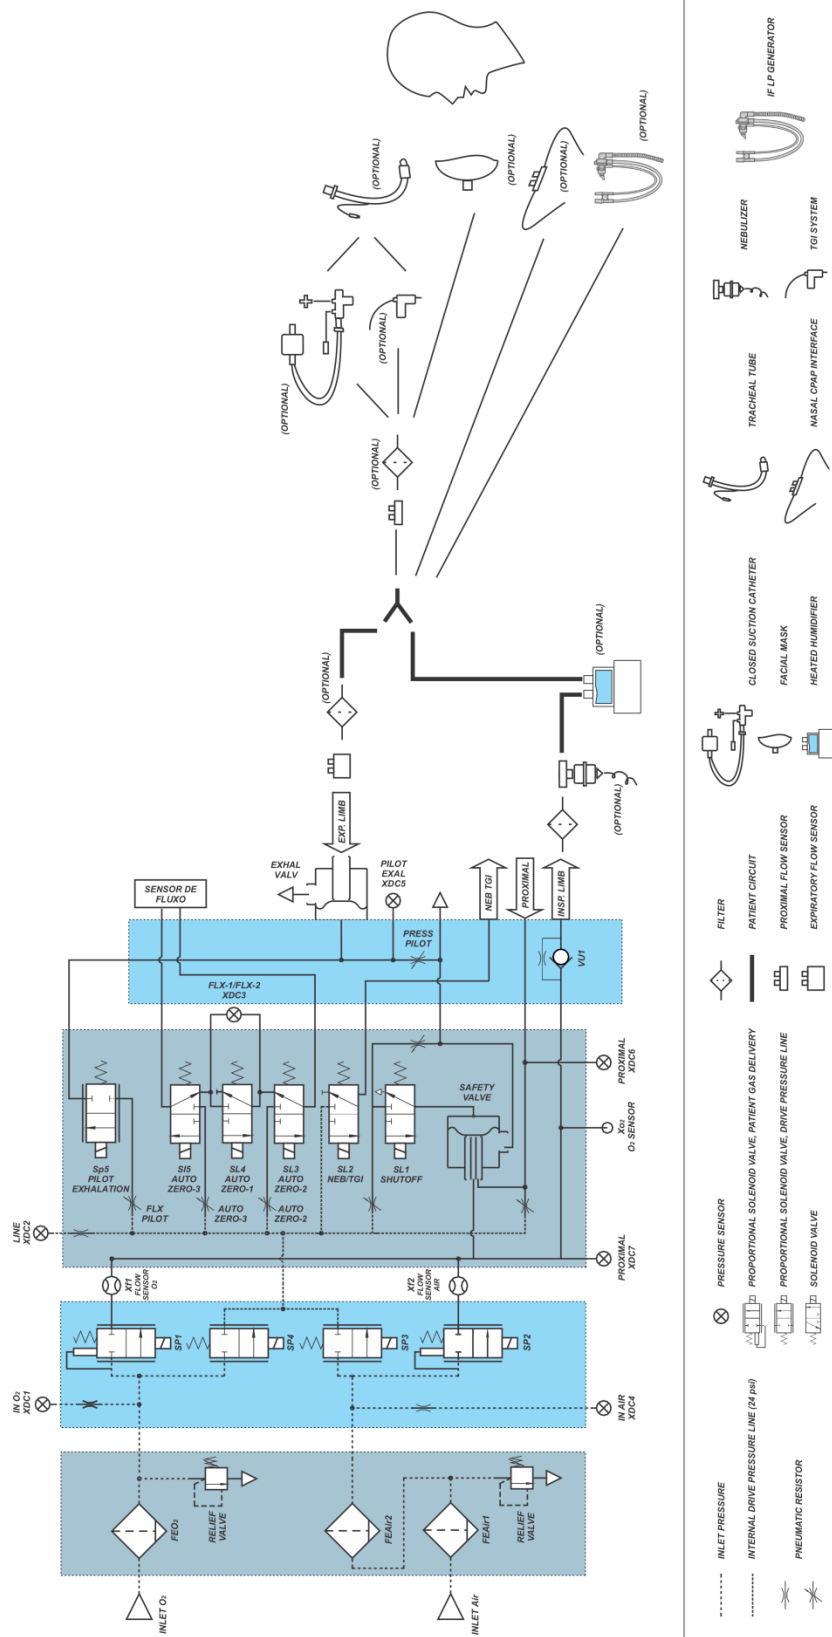 (OPTIONAL)
(OPTIONAL)
(OPTIONAL)
(OPTIONAL)
(OPTIONAL)
(OPTIONAL)
(OPTIONAL)
(OPTIONAL)
(OPTIONAL)
(OPTIONAL)
EXP. LIMB
EXHAL
VALV
PILOT
EXAL
XDC5
SENSOR DE
FLUXO
NEB TGI
PROXIMAL
INSP. LIMB
PRESS
PILOT
VU1
FLX-1/FLX-2
XDC3
SAFETY
VALVE
PROXIMAL
XDC6
Xo2
O2 SENSOR
Sp5
PILOT
EXHALATION
SI5
AUTO
ZERO-3
SL4
AUTO
ZERO-1
SL3
AUTO
ZERO-2
SL2
NEB/TGI
SL1
SHUTOFF
FLX
PILOT
AUTO
ZERO-3
AUTO
ZERO-2
LINE
XDC2
PROXIMAL
XDC7
Xf1
FLOW
SENSOR
O2
Xf2
FLOW
SENSOR
AIR
SP1
SP4
SP3
SP2
IN O2
XDC1
IN AIR
XDC4
FEO2
RELIEF
VALVE
FEAir2
FEAir1
RELIEF
VALVE
INLET O2
INLET Air
INLET PRESSURE
INTERNAL DRIVE PRESSURE LINE (24 psi)
PNEUMATIC RESISTOR
PRESSURE SENSOR
PROPORTIONAL SOLENOID VALVE, PATIENT GAS DELIVERY
PROPORTIONAL SOLENOID VALVE, DRIVE PRESSURE LINE
SOLENOID VALVE
FILTER
PATIENT CIRCUIT
PROXIMAL FLOW SENSOR
EXPIRATORY FLOW SENSOR
CLOSED SUCTION CATHETER
FACIAL MASK
HEATED HUMIDIFIER
TRACHEAL TUBE
NASAL CPAP INTERFACE
NEBULIZER
TGI SYSTEM
IF LP GENERATOR